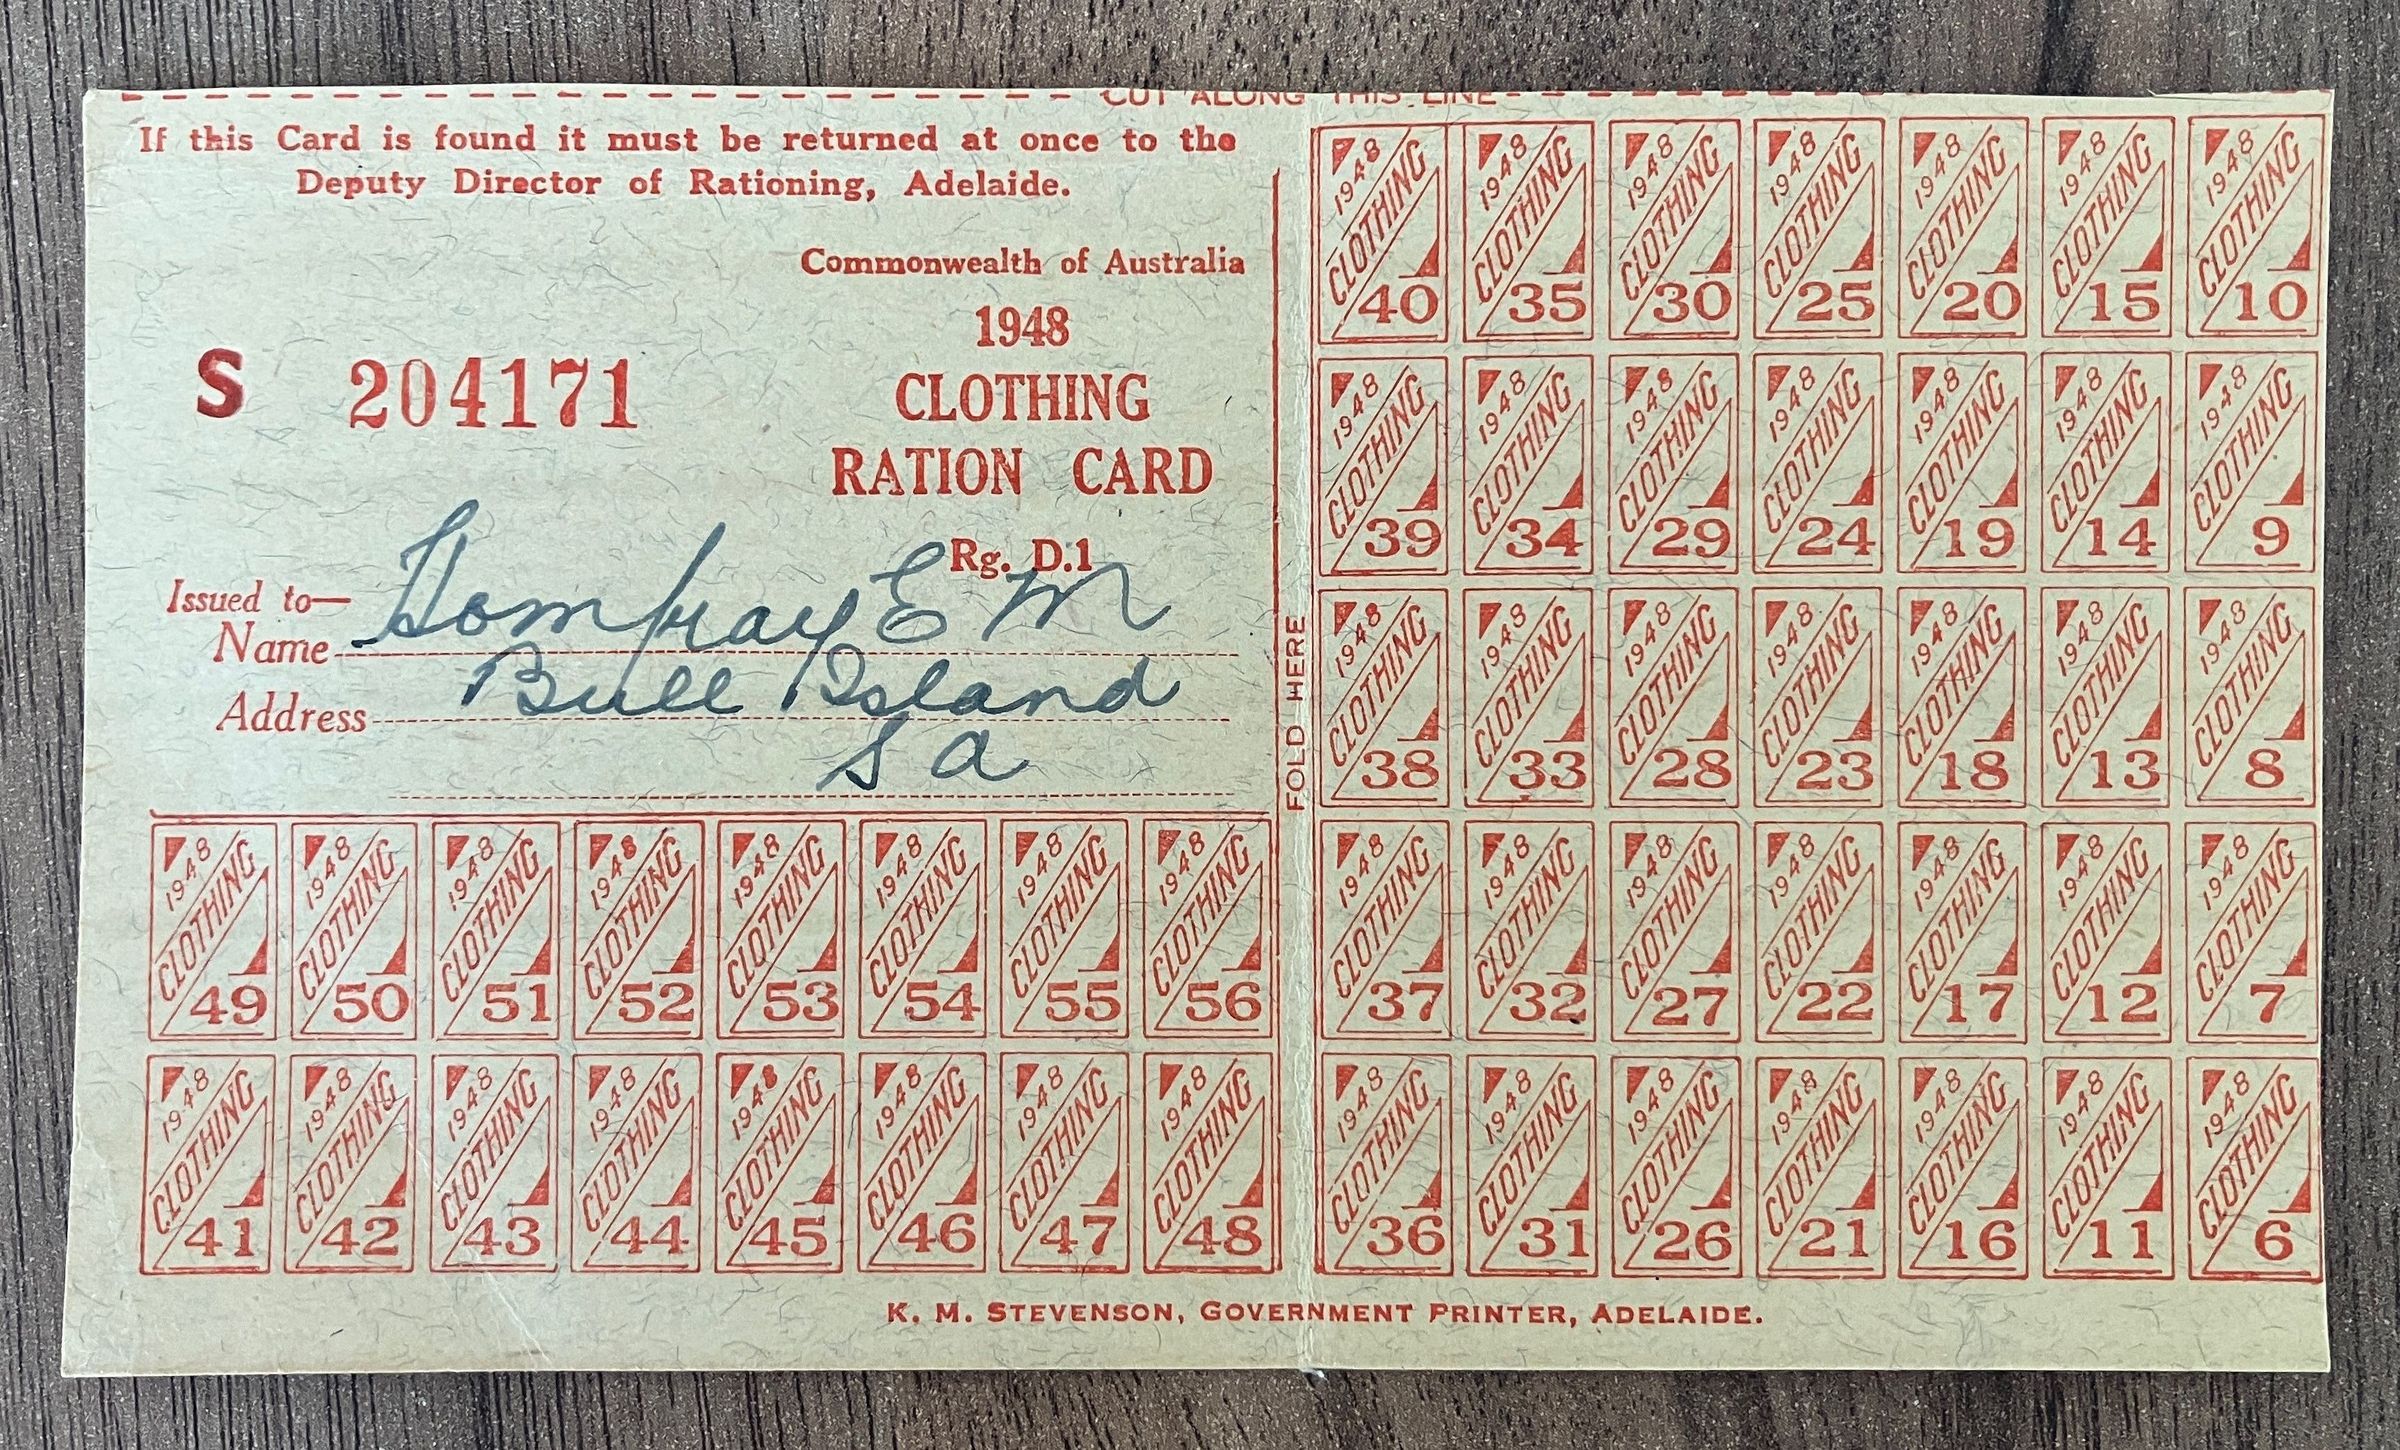 CUT ALONG THIS LINE
If this Card is found it must be returned at once to the
Deputy Director of Rationing, Adelaide.
Commonwealth of Australia
1948
S 204171
CLOTHING
RATION CARD
Rg. D.1
Issued to—
Name Homfray E M
Address Bull Island
S A
FOLD HERE
1948 CLOTHING 40
1948 CLOTHING 35
1948 CLOTHING 30
1948 CLOTHING 25
1948 CLOTHING 20
1948 CLOTHING 15
1948 CLOTHING 10
1948 CLOTHING 39
1948 CLOTHING 34
1948 CLOTHING 29
1948 CLOTHING 24
1948 CLOTHING 19
1948 CLOTHING 14
1948 CLOTHING 9
1948 CLOTHING 38
1948 CLOTHING 33
1948 CLOTHING 28
1948 CLOTHING 23
1948 CLOTHING 18
1948 CLOTHING 13
1948 CLOTHING 8
1948 CLOTHING 37
1948 CLOTHING 32
1948 CLOTHING 27
1948 CLOTHING 22
1948 CLOTHING 17
1948 CLOTHING 12
1948 CLOTHING 7
1948 CLOTHING 36
1948 CLOTHING 31
1948 CLOTHING 26
1948 CLOTHING 21
1948 CLOTHING 16
1948 CLOTHING 11
1948 CLOTHING 6
1948 CLOTHING 49
1948 CLOTHING 50
1948 CLOTHING 51
1948 CLOTHING 52
1948 CLOTHING 53
1948 CLOTHING 54
1948 CLOTHING 55
1948 CLOTHING 56
1948 CLOTHING 41
1948 CLOTHING 42
1948 CLOTHING 43
1948 CLOTHING 44
1948 CLOTHING 45
1948 CLOTHING 46
1948 CLOTHING 47
1948 CLOTHING 48
K. M. STEVENSON, GOVERNMENT PRINTER, ADELAIDE.